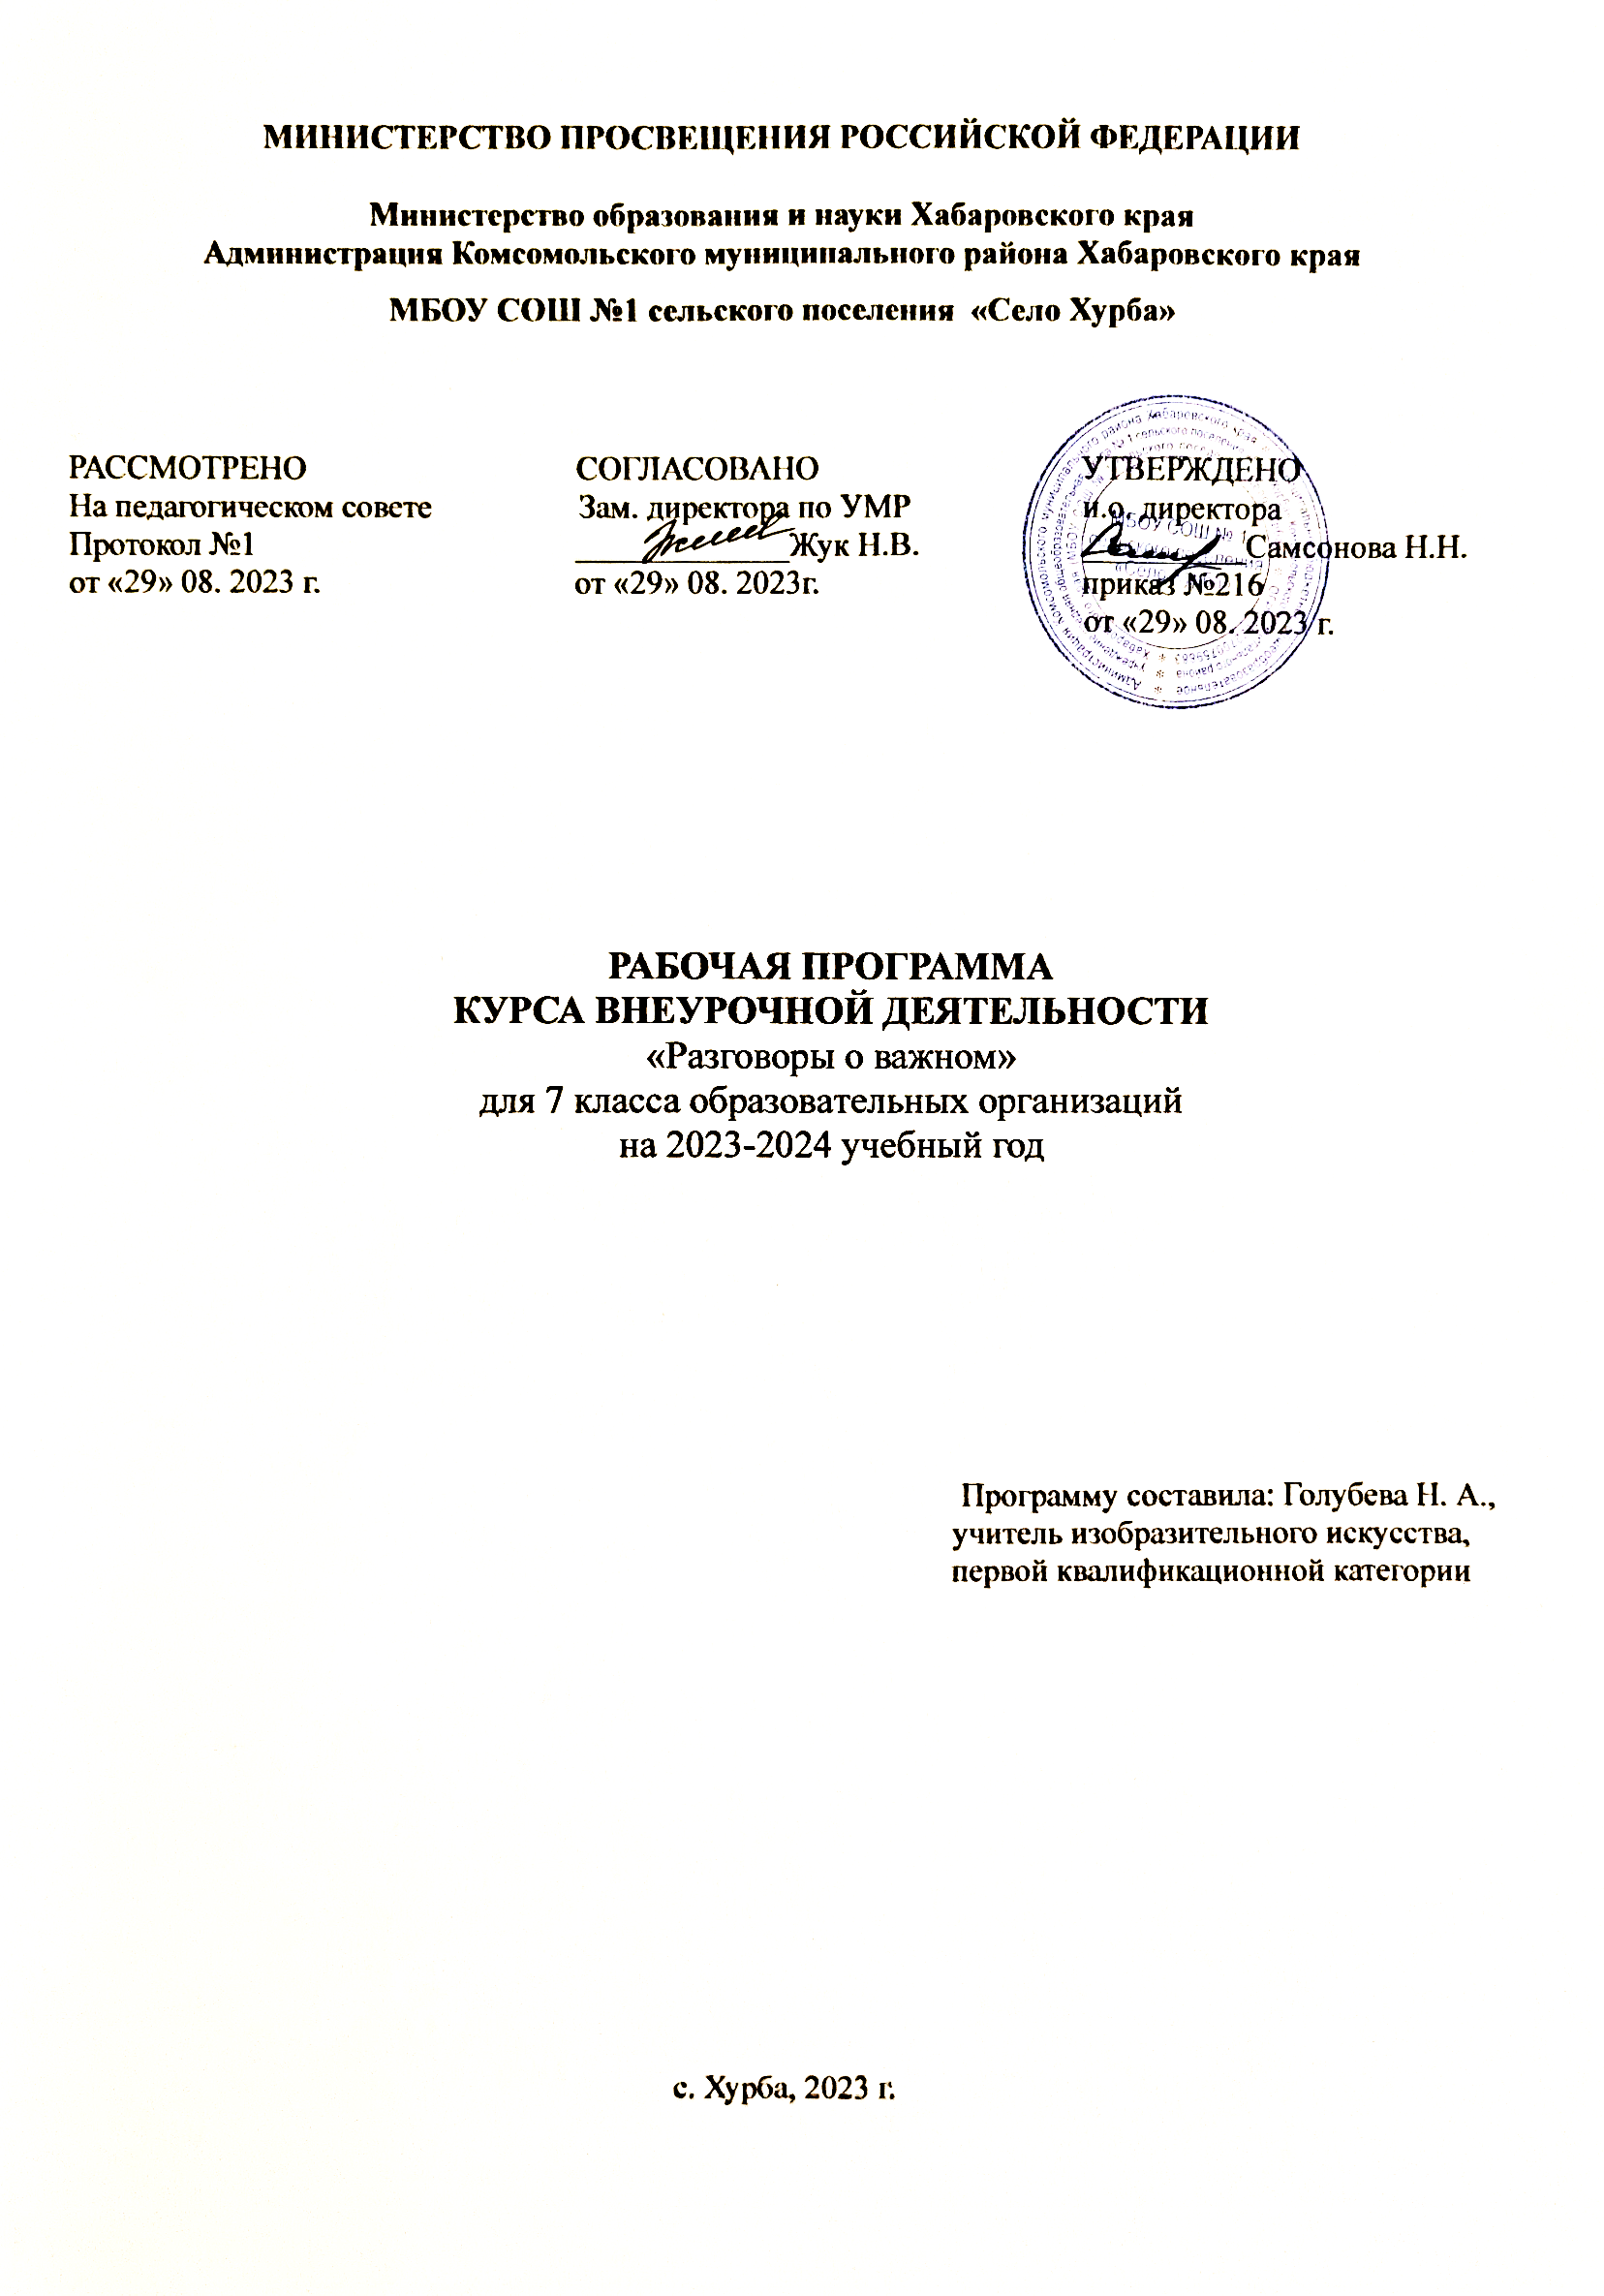 МИНИСТЕРСТВО ПРОСВЕЩЕНИЯ РОССИЙСКОЙ ФЕДЕРАЦИИ
Министерство образования и науки Хабаровского края
Администрация Комсомольского муниципального района Хабаровского края
МБОУ СОШ №1 сельского поселения «Село Хурба»
РАССМОТРЕНО
На педагогическом совете
Протокол №1
от «29» 08. 2023 г.
СОГЛАСОВАНО
Зам. директора по УМР
Жук Н.В.
от «29» 08. 2023г.
УТВЕРЖДЕНО
и.о. директора
Самсонова Н.Н.
приказ №216
от «29» 08. 2023 г.
МБОУ СОШ № 1
РАБОЧАЯ ПРОГРАММА
КУРСА ВНЕУРОЧНОЙ ДЕЯТЕЛЬНОСТИ
«Разговоры о важном»
для 7 класса образовательных организаций
на 2023-2024 учебный год
Программу составила: Голубева Н. А.,
учитель изобразительного искусства,
первой квалификационной категории
с. Хурба, 2023 г.